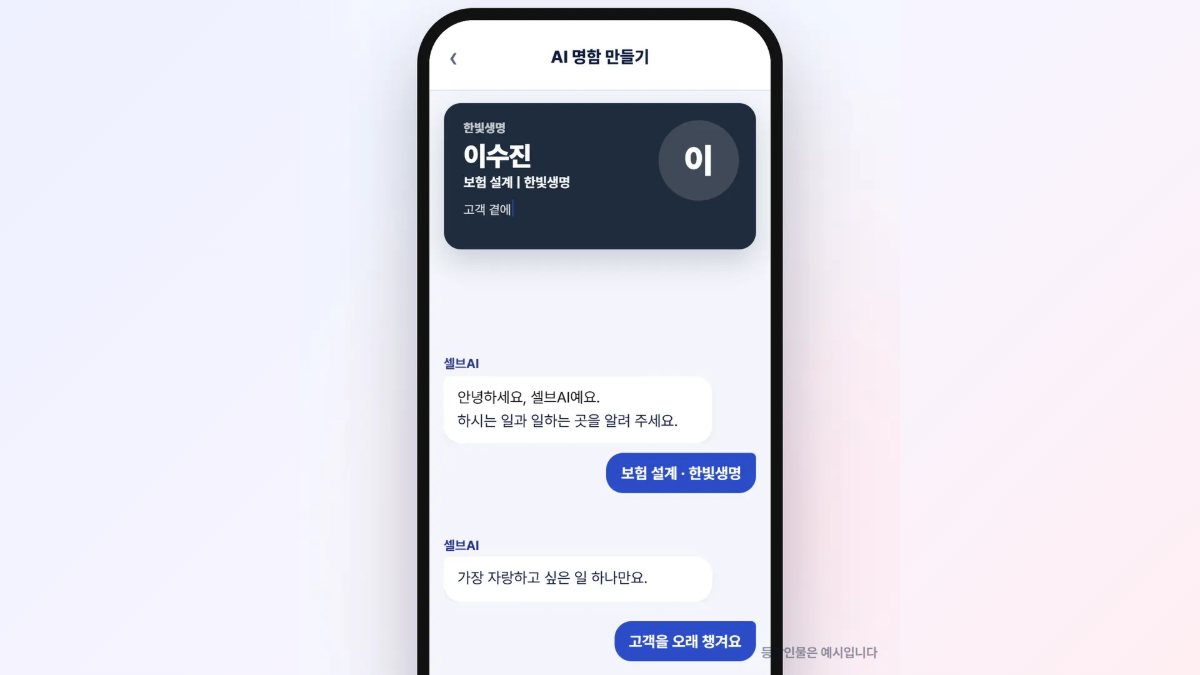 AI 명함 만들기
한빛생명
이수진
이
보험 설계 | 한빛생명
고객 곁에
셀브AI
안녕하세요, 셀브AI예요.
하시는 일과 일하는 곳을 알려 주세요.
보험 설계 · 한빛생명
셀브AI
가장 자랑하고 싶은 일 하나만요.
고객을 오래 챙겨요
인물은 예시입니다